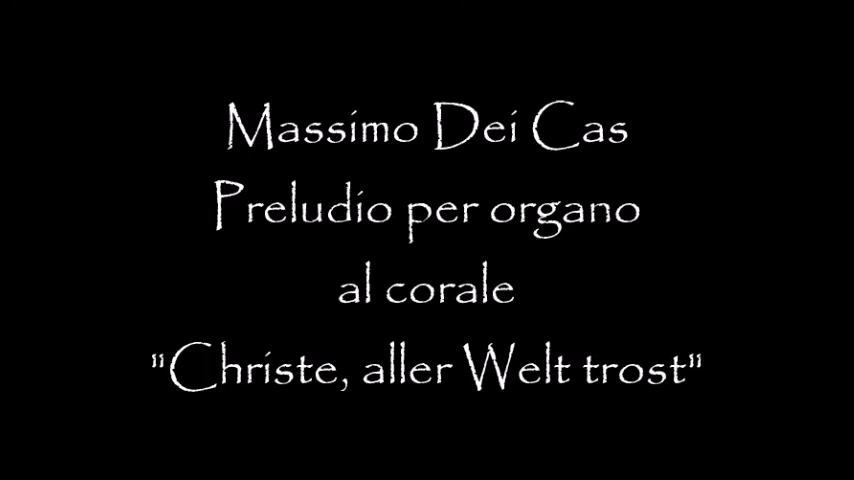 Massimo Dei Cas
Preludio per organo
al corale
"Christe, aller Welt trost"